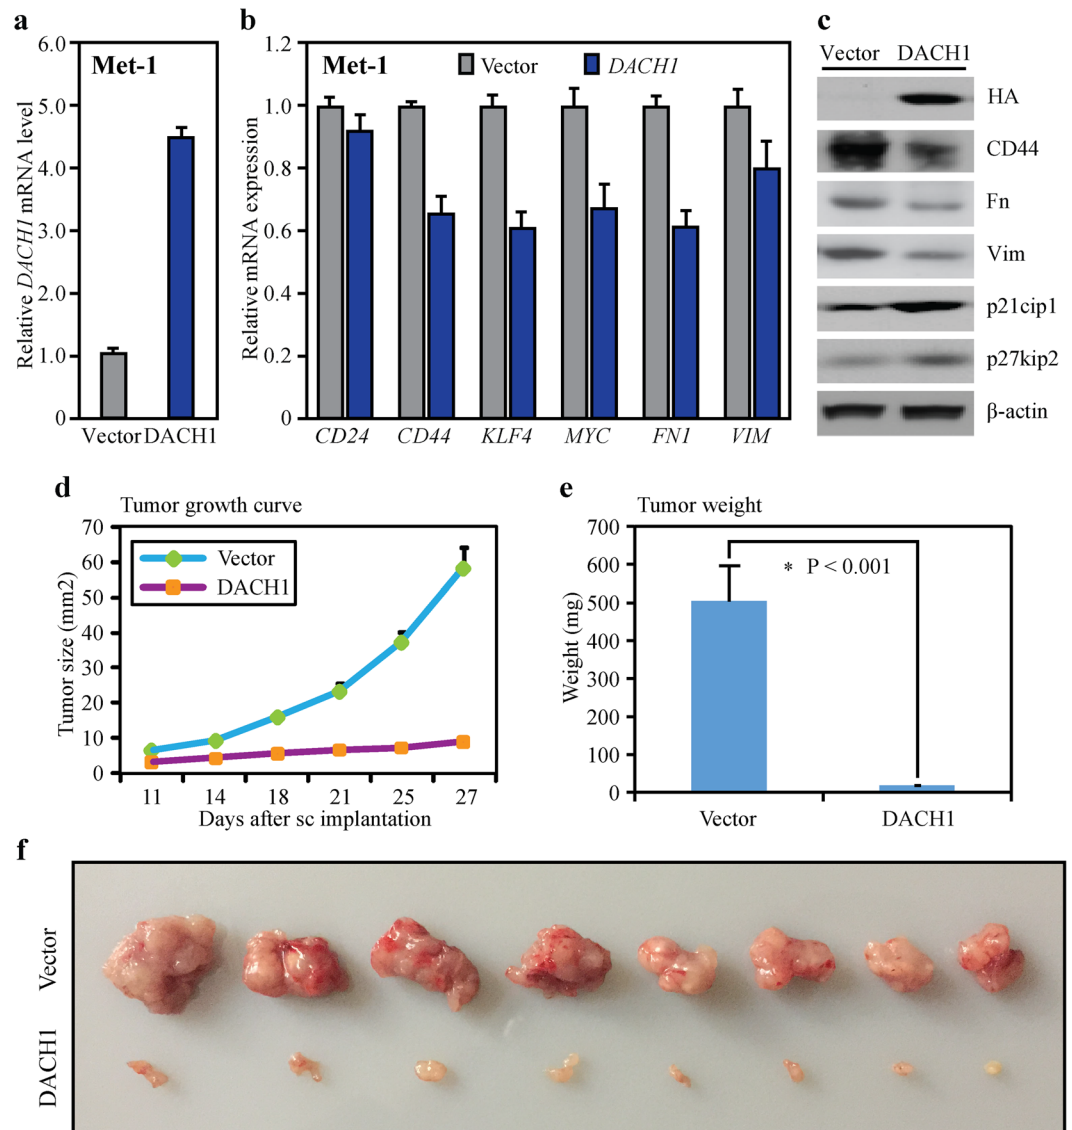 a
6.0
5.0
4.0
3.0
2.0
1.0
0
Relative DACH1 mRNA level
Met-1
Vector DACH1
b
1.2
1.0
0.8
0.6
0.4
0.2
0
Relative mRNA expression
Met-1
Vector
DACH1
CD24 CD44 KLF4 MYC FN1 VIM
c
Vector DACH1
HA
CD44
Fn
Vim
p21cip1
p27kip2
β-actin
d
Tumor growth curve
70
60
50
40
30
20
10
0
Tumor size (mm2)
Vector
DACH1
11 14 18 21 25 27
Days after sc implantation
e
Tumor weight
700
600
500
400
300
200
100
0
Weight (mg)
* P < 0.001
Vector DACH1
f
Vector
DACH1